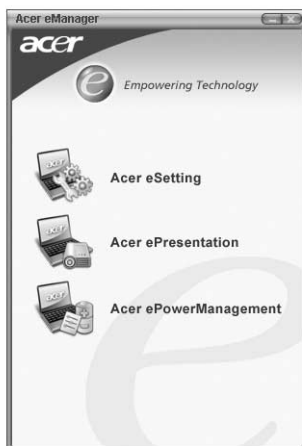 Acer eManager
acer
e Empowering Technology
Acer eSetting
Acer ePresentation
Acer ePowerManagement